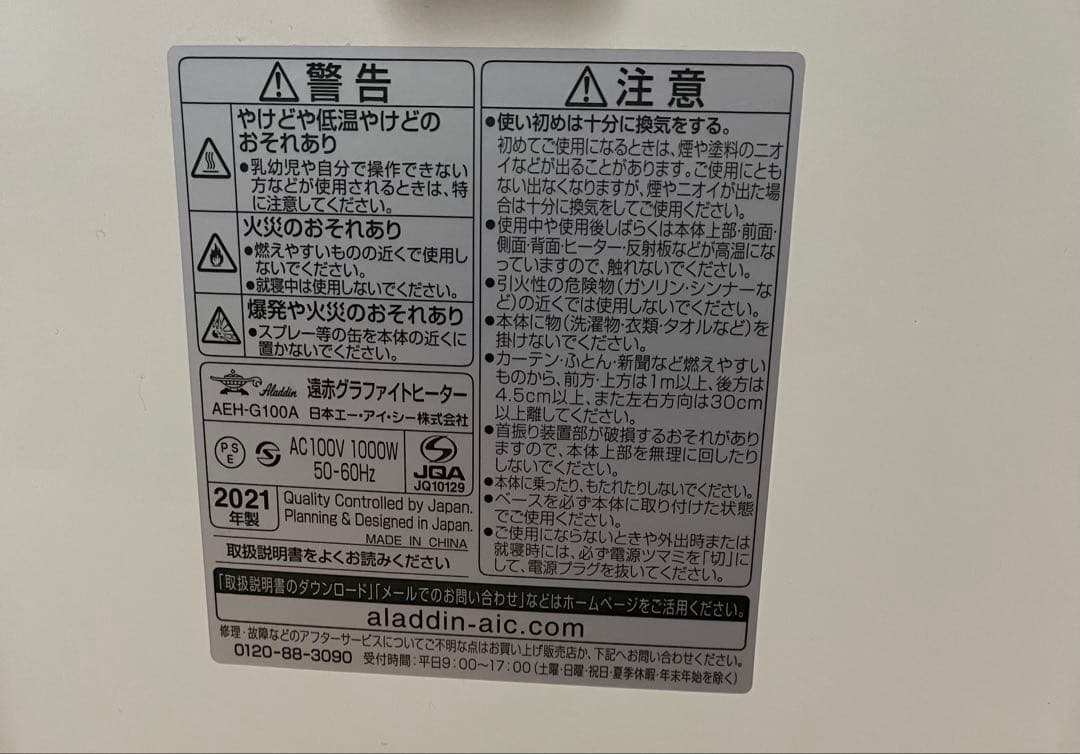 警告
やけどや低温やけどの
おそれあり
●乳幼児や自分で操作できない
方などが使用されるときは、特
に注意してください。
火災のおそれあり
●燃えやすいものの近くで使用し
ないでください。
●就寝中は使用しないでください。
爆発や火災のおそれあり
●スプレー等の缶を本体の近くに
置かないでください。
Aladdin 遠赤グラファイトヒーター
AEH-G100A 日本エー・アイ・シー株式会社
PS
E
AC100V 1000W
50-60Hz
JQA
JQ10129
2021
年製
Quality Controlled by Japan.
Planning & Designed in Japan.
MADE IN CHINA
取扱説明書をよくお読みください
注意
●使い初めは十分に換気をする。
初めてご使用になるときは、煙や塗料のニオ
イなどが出ることがあります。ご使用にとも
ない出なくなりますが、煙やニオイが出た場
合は十分に換気をしてご使用ください。
●使用中や使用後しばらくは本体上部・前面・
側面・背面・ヒーター・反射板などが高温にな
っていますので、触れないでください。
●引火性の危険物(ガソリン・シンナーな
ど)の近くでは使用しないでください。
●本体に物(洗濯物・衣類・タオルなど)を
掛けないでください。
●カーテン・ふとん・新聞など燃えやすい
ものから、前方・上方は1m以上、後方は
4.5cm以上、また左右方向は30cm
以上離してください。
●首振り装置部が破損するおそれがあり
ますので、本体上部を無理に回したり
しないでください。
●本体に乗ったり、もたれたりしないでください。
●ベースを必ず本体に取り付けた状態
でご使用ください。
●ご使用にならないときや外出時または
就寝時には、必ず電源ツマミを「切」に
して、電源プラグを抜いてください。
「取扱説明書のダウンロード」「メールでのお問い合わせ」などはホームページをご活用ください。
aladdin-aic.com
修理・故障などのアフターサービスについてご不明な点はお買い上げ販売店か、下記へお問い合わせください。
0120-88-3090 受付時間:平日9:00〜17:00(土曜・日曜・祝日・夏季休暇・年末年始を除く)